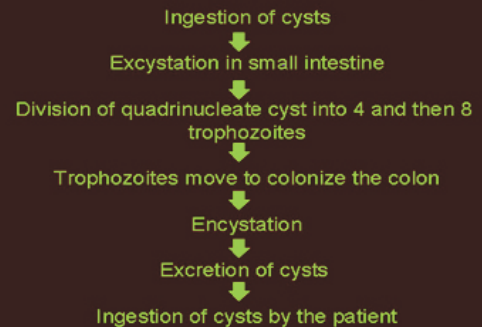 Ingestion of cysts
Excystation in small intestine
Division of quadrinucleate cyst into 4 and then 8
trophozoites
Trophozoites move to colonize the colon
Encystation
Excretion of cysts
Ingestion of cysts by the patient